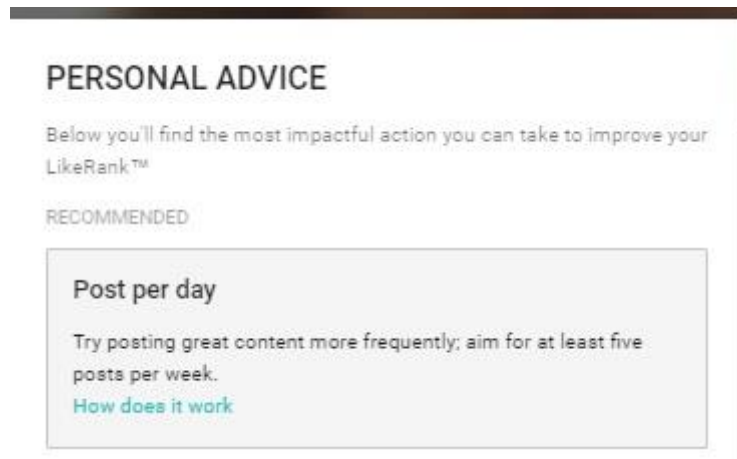 PERSONAL ADVICE
Below you'll find the most impactful action you can take to improve your
LikeRank™
RECOMMENDED
Post per day
Try posting great content more frequently; aim for at least five
posts per week.
How does it work